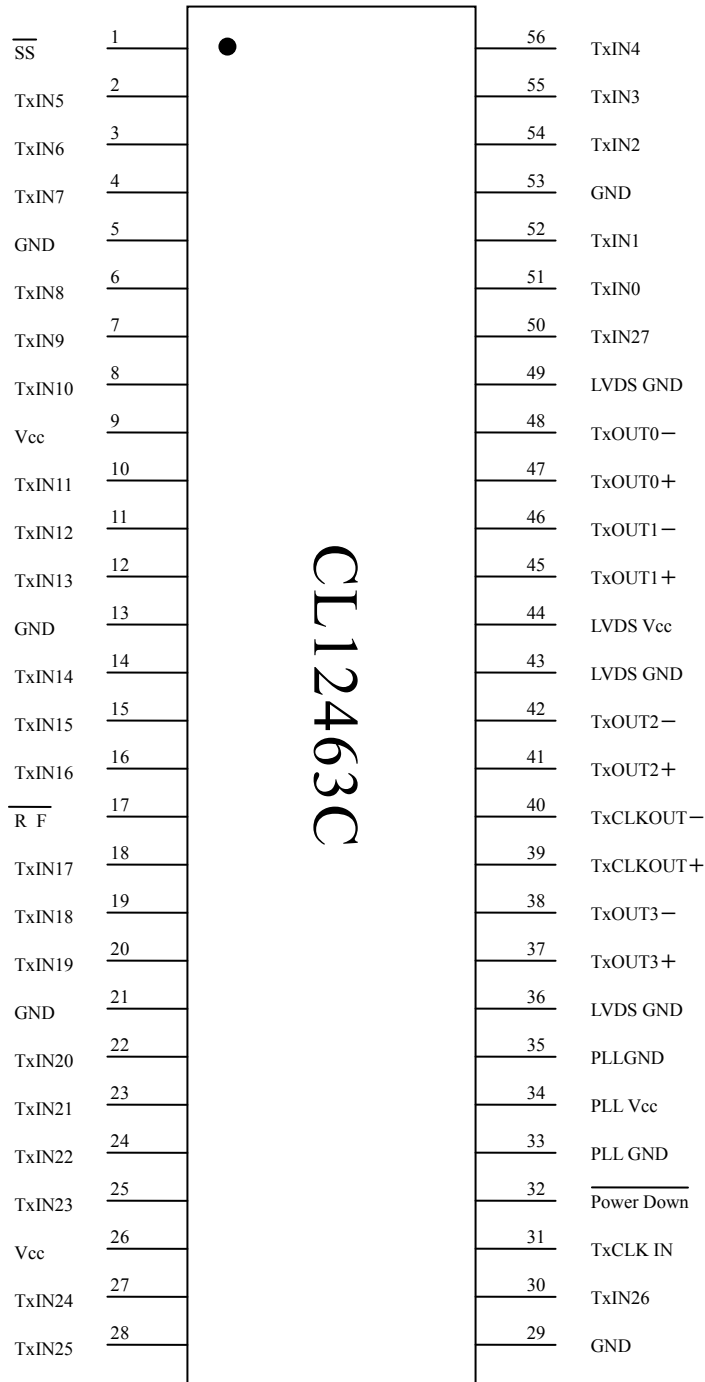 SS 1 56 TxIN4
TxIN5 2 55 TxIN3
TxIN6 3 54 TxIN2
TxIN7 4 53 GND
GND 5 52 TxIN1
TxIN8 6 51 TxIN0
TxIN9 7 50 TxIN27
TxIN10 8 49 LVDS GND
Vcc 9 48 TxOUT0−
TxIN11 10 47 TxOUT0+
TxIN12 11 46 TxOUT1−
TxIN13 12 45 TxOUT1+
GND 13 44 LVDS Vcc
TxIN14 14 43 LVDS GND
TxIN15 15 42 TxOUT2−
TxIN16 16 41 TxOUT2+
R F 17 40 TxCLKOUT−
TxIN17 18 39 TxCLKOUT+
TxIN18 19 38 TxOUT3−
TxIN19 20 37 TxOUT3+
GND 21 36 LVDS GND
TxIN20 22 35 PLLGND
TxIN21 23 34 PLL Vcc
TxIN22 24 33 PLL GND
TxIN23 25 32 Power Down
Vcc 26 31 TxCLK IN
TxIN24 27 30 TxIN26
TxIN25 28 29 GND
CL12463C